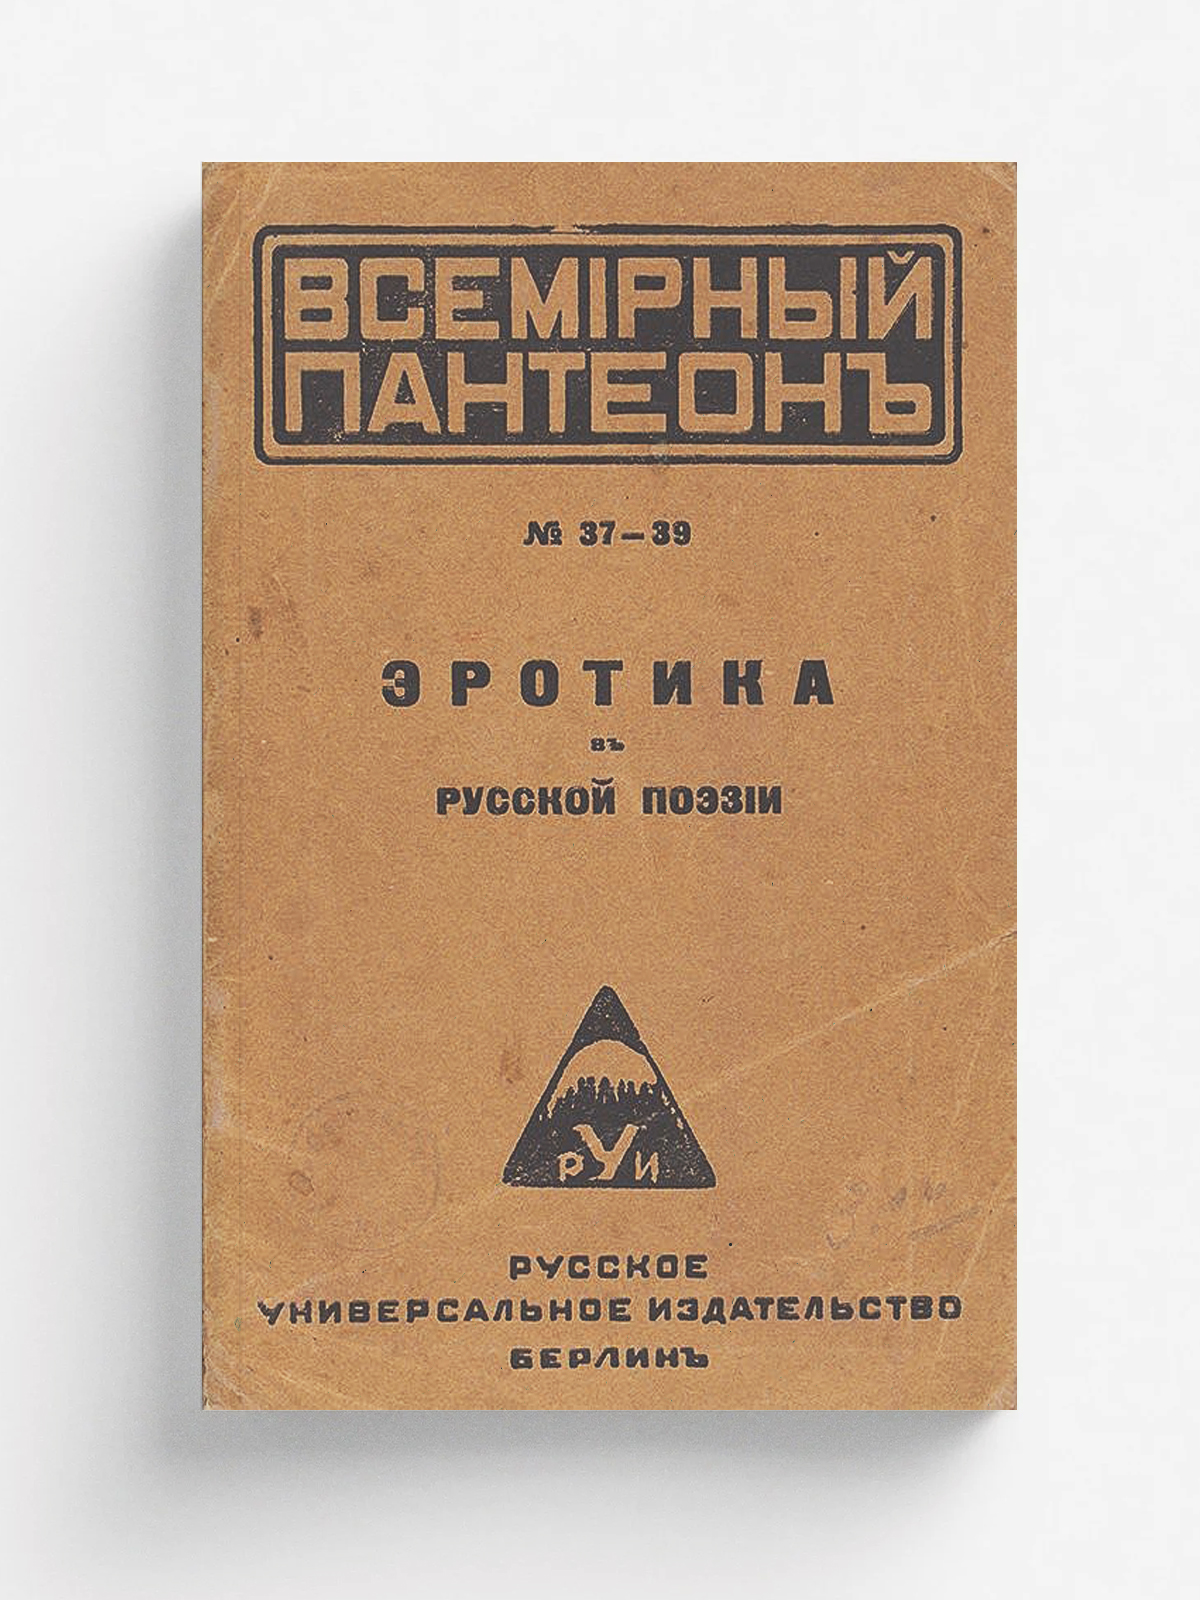 ВСЕМІРНЫЙ
ПАНТЕОНЪ
№ 37—39
ЭРОТИКА
въ
РУССКОЙ ПОЭЗІИ
РУИ
РУССКОЕ
УНИВЕРСАЛЬНОЕ ИЗДАТЕЛЬСТВО
БЕРЛИНЪ